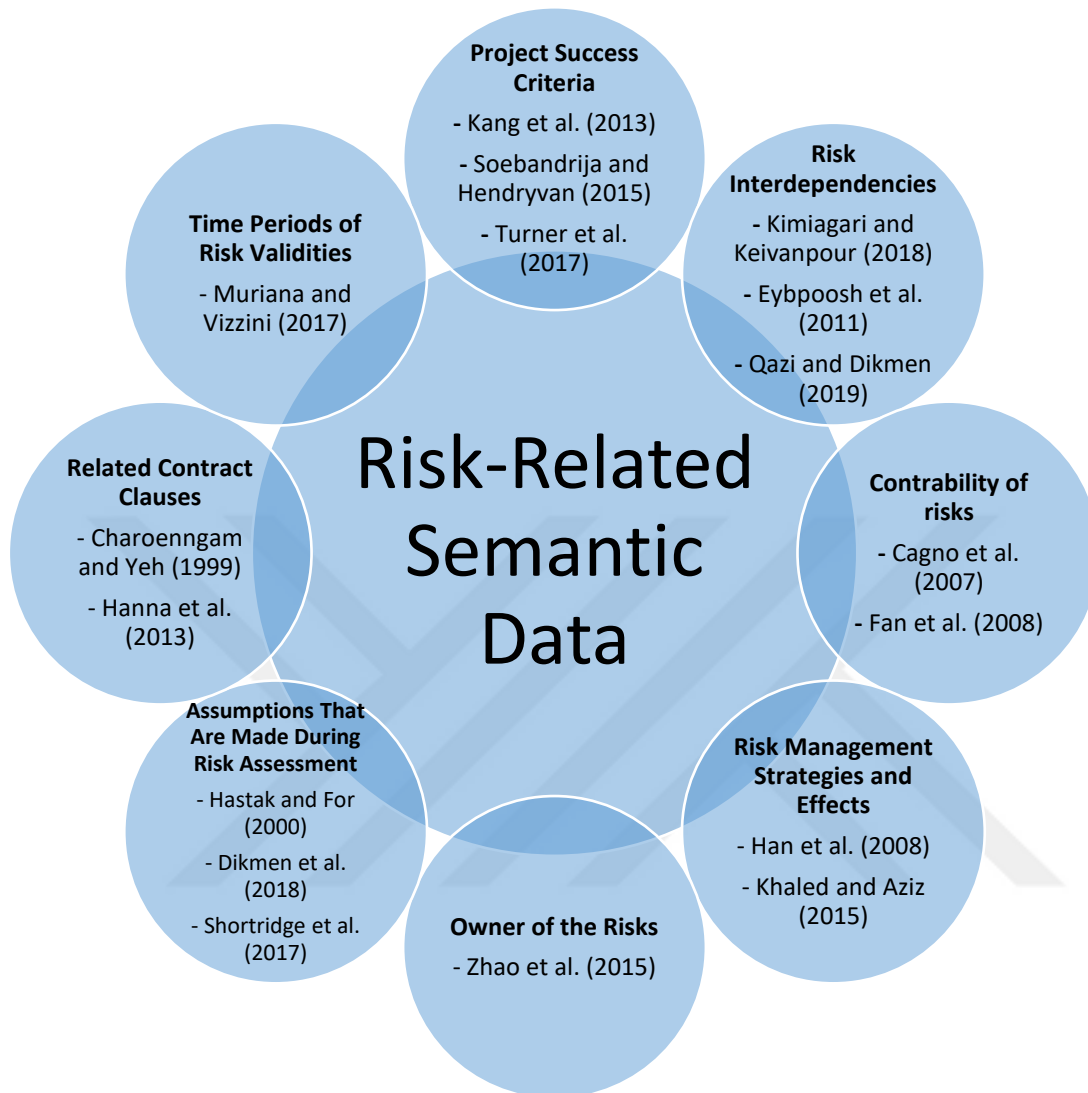 Project Success
Criteria
- Kang et al. (2013)
- Soebandrija and
Hendryvan (2015)
- Turner et al.
(2017)
Risk
Interdependencies
- Kimiagari and
Keivanpour (2018)
- Eybpoosh et al.
(2011)
- Qazi and Dikmen
(2019)
Contrability of
risks
- Cagno et al.
(2007)
- Fan et al. (2008)
Risk Management
Strategies and
Effects
- Han et al. (2008)
- Khaled and Aziz
(2015)
Owner of the Risks
- Zhao et al. (2015)
Assumptions That
Are Made During
Risk Assessment
- Hastak and For
(2000)
- Dikmen et al.
(2018)
- Shortridge et al.
(2017)
Related Contract
Clauses
- Charoenngam
and Yeh (1999)
- Hanna et al.
(2013)
Time Periods of
Risk Validities
- Muriana and
Vizzini (2017)
Risk-Related
Semantic
Data